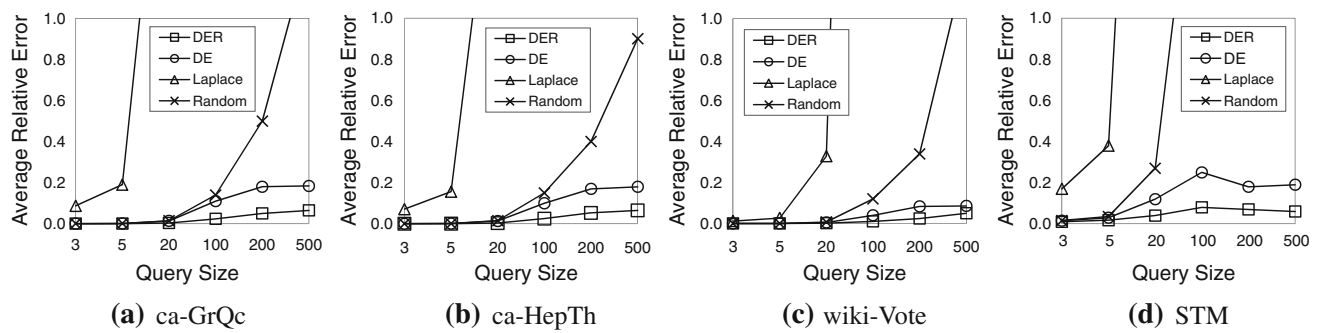 Average Relative Error
1.0
0.8
0.6
0.4
0.2
0.0
DER
DE
Laplace
Random
3 5 20 100 200 500
Query Size
(a) ca-GrQc
Average Relative Error
1.0
0.8
0.6
0.4
0.2
0.0
DER
DE
Laplace
Random
3 5 20 100 200 500
Query Size
(b) ca-HepTh
Average Relative Error
1.0
0.8
0.6
0.4
0.2
0.0
DER
DE
Laplace
Random
3 5 20 100 200 500
Query Size
(c) wiki-Vote
Average Relative Error
1.0
0.8
0.6
0.4
0.2
0.0
DER
DE
Laplace
Random
3 5 20 100 200 500
Query Size
(d) STM